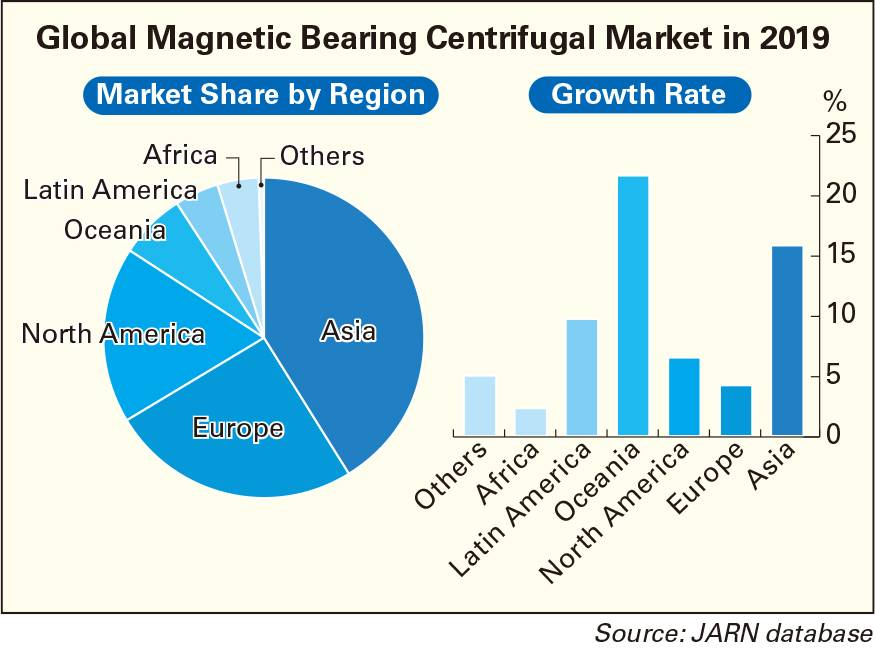 Global Magnetic Bearing Centrifugal Market in 2019
Market Share by Region
Growth Rate
Africa
Others
Latin America
Oceania
North America
Asia
Europe
%
25
20
15
10
5
0
Others
Africa
Latin America
Oceania
North America
Europe
Asia
Source: JARN database